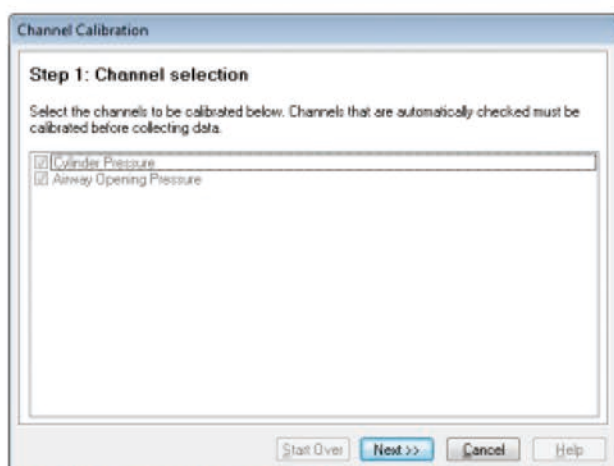 Channel Calibration
Step 1: Channel selection
Select the channels to be calibrated below. Channels that are automatically checked must be
calibrated before collecting data.
Cylinder Pressure
Airway Opening Pressure
Start Over Next >> Cancel Help